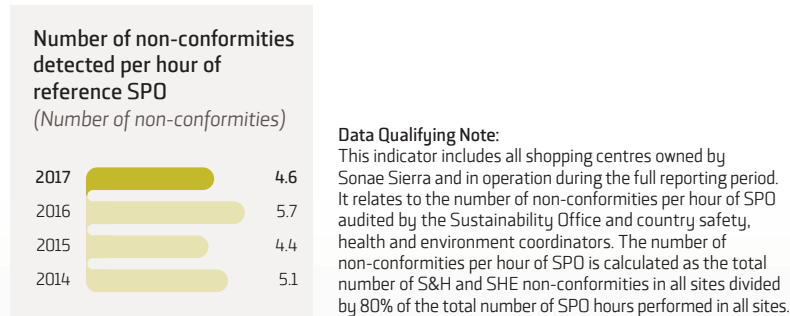 Number of non-conformities
detected per hour of
reference SPO
(Number of non-conformities)
2017 4.6
2016 5.7
2015 4.4
2014 5.1
Data Qualifying Note:
This indicator includes all shopping centres owned by
Sonae Sierra and in operation during the full reporting period.
It relates to the number of non-conformities per hour of SPO
audited by the Sustainability Office and country safety,
health and environment coordinators. The number of
non-conformities per hour of SPO is calculated as the total
number of S&H and SHE non-conformities in all sites divided
by 80% of the total number of SPO hours performed in all sites.